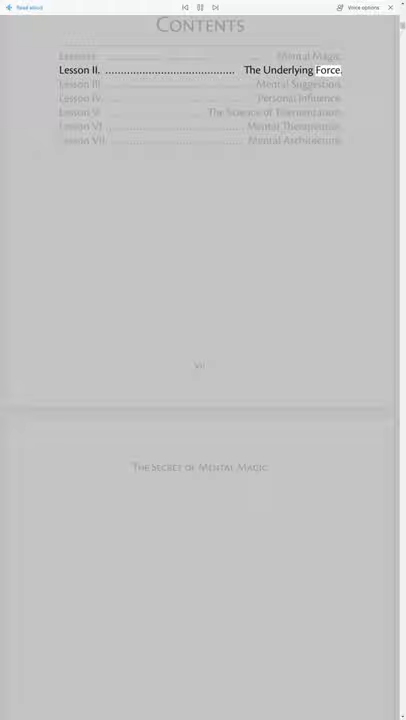 Read aloud
Voice options
CONTENTS
Lesson I. Mental Magic.
Lesson II. ........................................ The Underlying Force.
Lesson III. Mental Suggestion.
Lesson IV. Personal Influence.
Lesson V. The Science of Telementation.
Lesson VI. Mental Therapeutics.
Lesson VII. Mental Architecture.
VII
THE SECRET OF MENTAL MAGIC